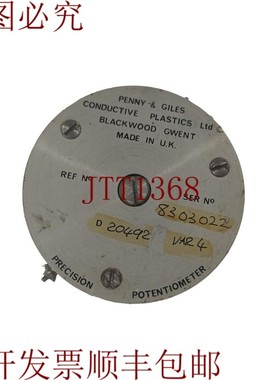 图必究
PENNY & GILES
CONDUCTIVE PLASTICS Ltd
BLACKWOOD GWENT
MADE IN U.K.
REF Nº
SER Nº
JTTT368
8303022
D 20492
VAR 4
PRECISION POTENTIOMETER
开发票顺丰包邮